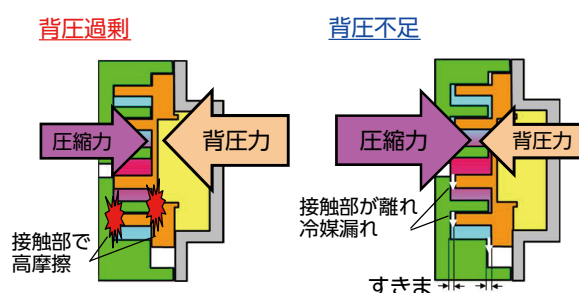 背圧過剰
圧縮力
背圧力
接触部で
高摩擦
背圧不足
圧縮力
背圧力
接触部が離れ
冷媒漏れ
すきま